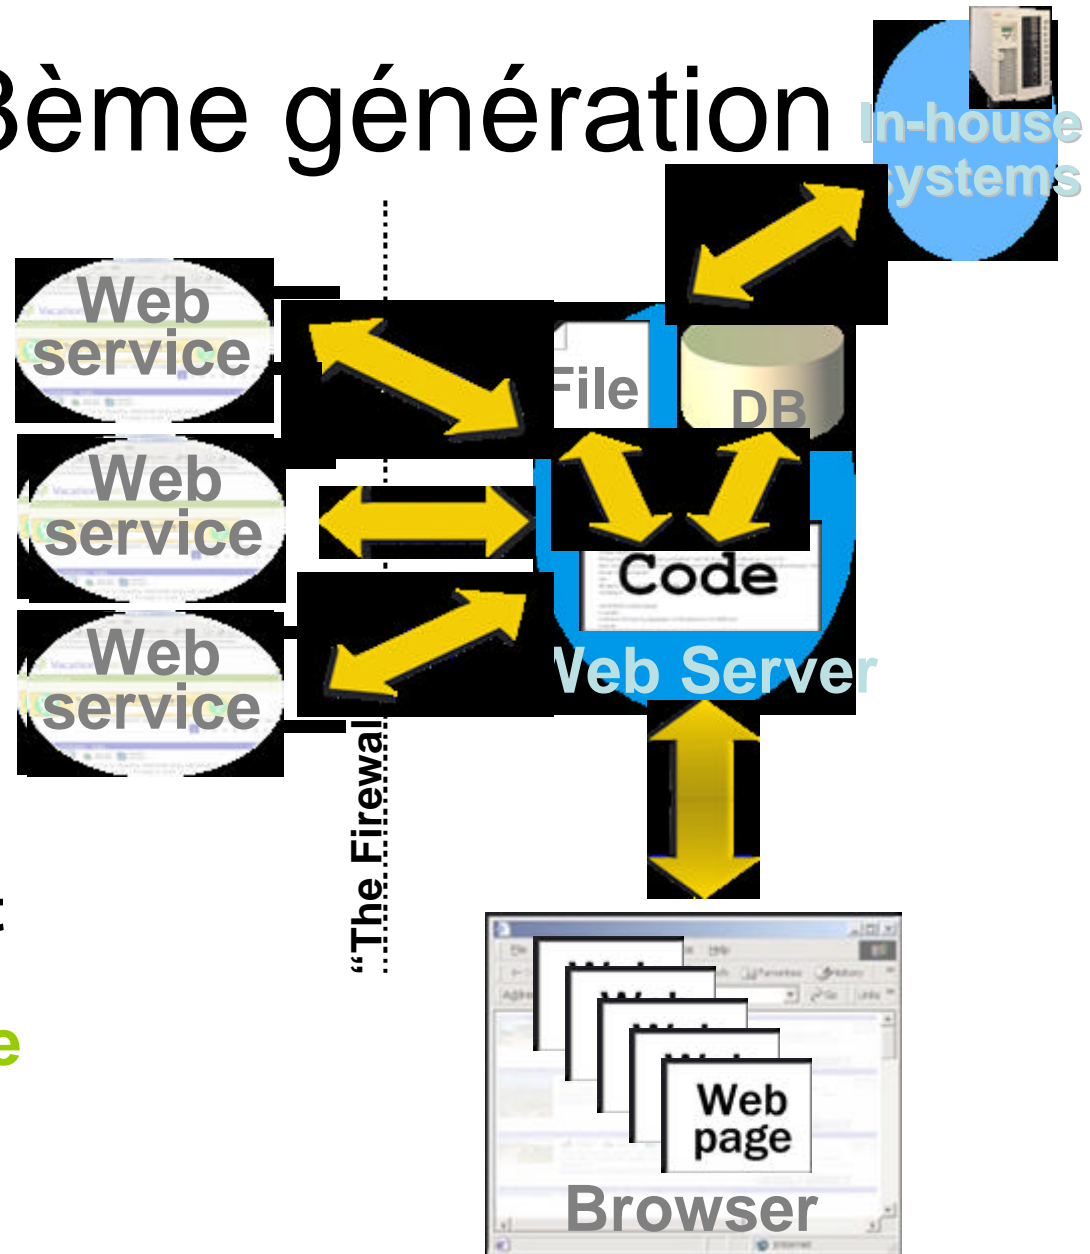 3ème génération
In-house
systems
Web
service
File
DB
Web
service
Code
Web
service
Web Server
“The Firewal
t
e
Web
page
Browser